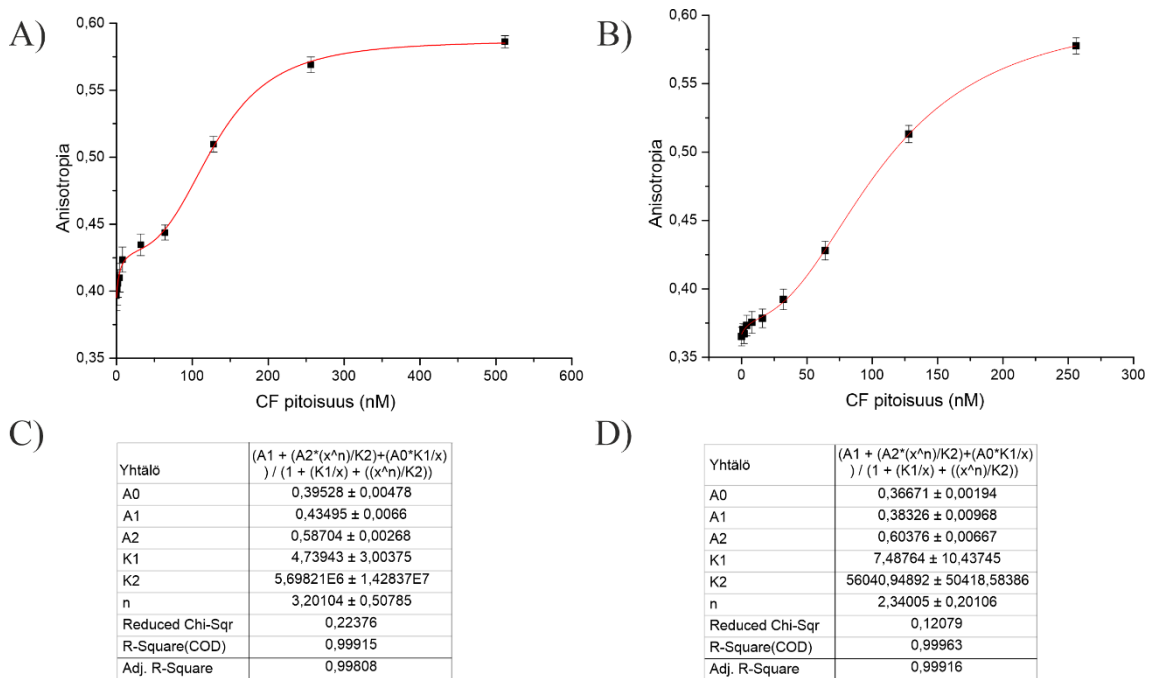 A)
0,60
0,55
0,50
0,45
0,40
0,35
Anisotropia
0 100 200 300 400 500 600
CF pitoisuus (nM)
B)
0,60
0,55
0,50
0,45
0,40
0,35
Anisotropia
0 50 100 150 200 250 300
CF pitoisuus (nM)
C)
Yhtälö (A1 + (A2*(x^n)/K2)+(A0*K1/x)
) / (1 + (K1/x) + ((x^n)/K2))
A0 0,39528 ± 0,00478
A1 0,43495 ± 0,0066
A2 0,58704 ± 0,00268
K1 4,73943 ± 3,00375
K2 5,69821E6 ± 1,42837E7
n 3,20104 ± 0,50785
Reduced Chi-Sqr 0,22376
R-Square(COD) 0,99915
Adj. R-Square 0,99808
D)
Yhtälö (A1 + (A2*(x^n)/K2)+(A0*K1/x)
) / (1 + (K1/x) + ((x^n)/K2))
A0 0,36671 ± 0,00194
A1 0,38326 ± 0,00968
A2 0,60376 ± 0,00667
K1 7,48764 ± 10,43745
K2 56040,94892 ± 50418,58386
n 2,34005 ± 0,20106
Reduced Chi-Sqr 0,12079
R-Square(COD) 0,99963
Adj. R-Square 0,99916